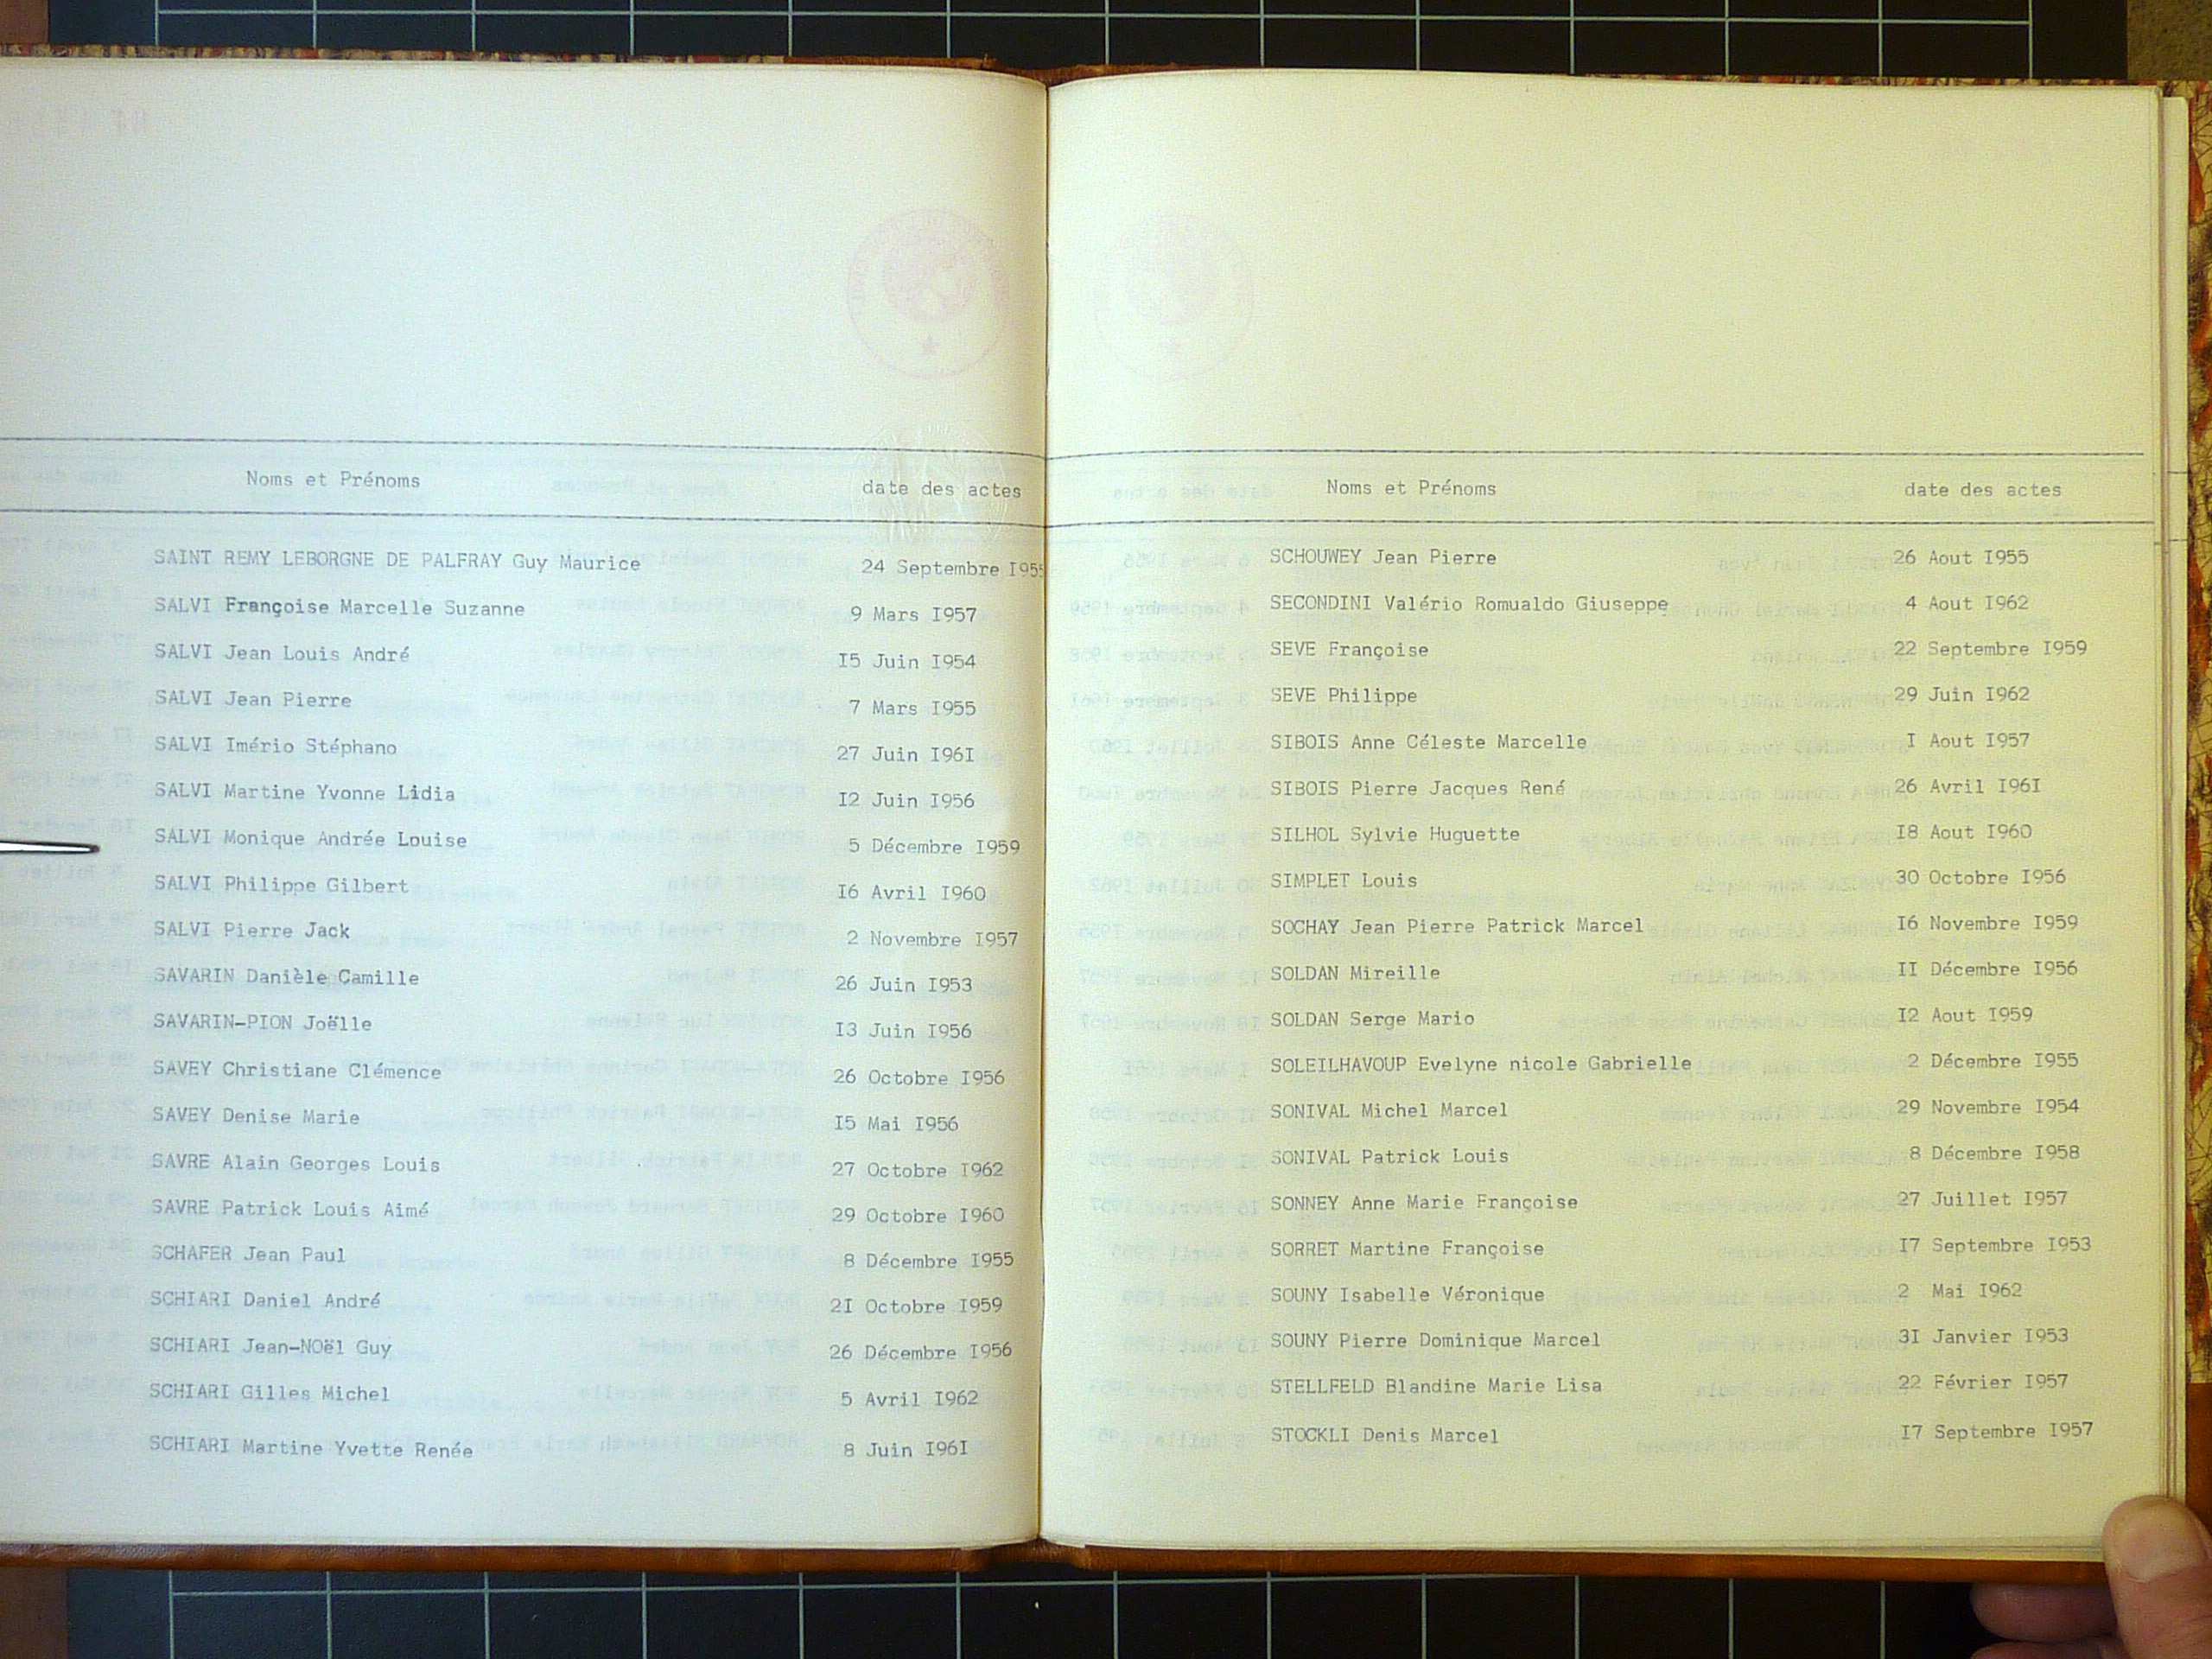 Noms et Prénoms date des actes
SAINT REMY LEBORGNE DE PALFRAY Guy Maurice 24 Septembre I955
SALVI Françoise Marcelle Suzanne 9 Mars I957
SALVI Jean Louis André I5 Juin I954
SALVI Jean Pierre 7 Mars I955
SALVI Imério Stéphano 27 Juin I96I
SALVI Martine Yvonne Lidia I2 Juin I956
SALVI Monique Andrée Louise 5 Décembre I959
SALVI Philippe Gilbert I6 Avril I960
SALVI Pierre Jack 2 Novembre I957
SAVARIN Danièle Camille 26 Juin I953
SAVARIN-PION Joëlle I3 Juin I956
SAVEY Christiane Clémence 26 Octobre I956
SAVEY Denise Marie I5 Mai I956
SAVRE Alain Georges Louis 27 Octobre I962
SAVRE Patrick Louis Aimé 29 Octobre I960
SCHAFER Jean Paul 8 Décembre I955
SCHIARI Daniel André 2I Octobre I959
SCHIARI Jean-NOël Guy 26 Décembre I956
SCHIARI Gilles Michel 5 Avril I962
SCHIARI Martine Yvette Renée 8 Juin I96I
Noms et Prénoms date des actes
SCHOUWEY Jean Pierre 26 Aout I955
SECONDINI Valério Romualdo Giuseppe 4 Aout I962
SEVE Françoise 22 Septembre I959
SEVE Philippe 29 Juin I962
SIBOIS Anne Céleste Marcelle I Aout I957
SIBOIS Pierre Jacques René 26 Avril I96I
SILHOL Sylvie Huguette I8 Aout I960
SIMPLET Louis 30 Octobre I956
SOCHAY Jean Pierre Patrick Marcel I6 Novembre I959
SOLDAN Mireille II Décembre I956
SOLDAN Serge Mario I2 Aout I959
SOLEILHAVOUP Evelyne nicole Gabrielle 2 Décembre I955
SONIVAL Michel Marcel 29 Novembre I954
SONIVAL Patrick Louis 8 Décembre I958
SONNEY Anne Marie Françoise 27 Juillet I957
SORRET Martine Françoise I7 Septembre I953
SOUNY Isabelle Véronique 2 Mai I962
SOUNY Pierre Dominique Marcel 3I Janvier I953
STELLFELD Blandine Marie Lisa 22 Février I957
STOCKLI Denis Marcel I7 Septembre I957